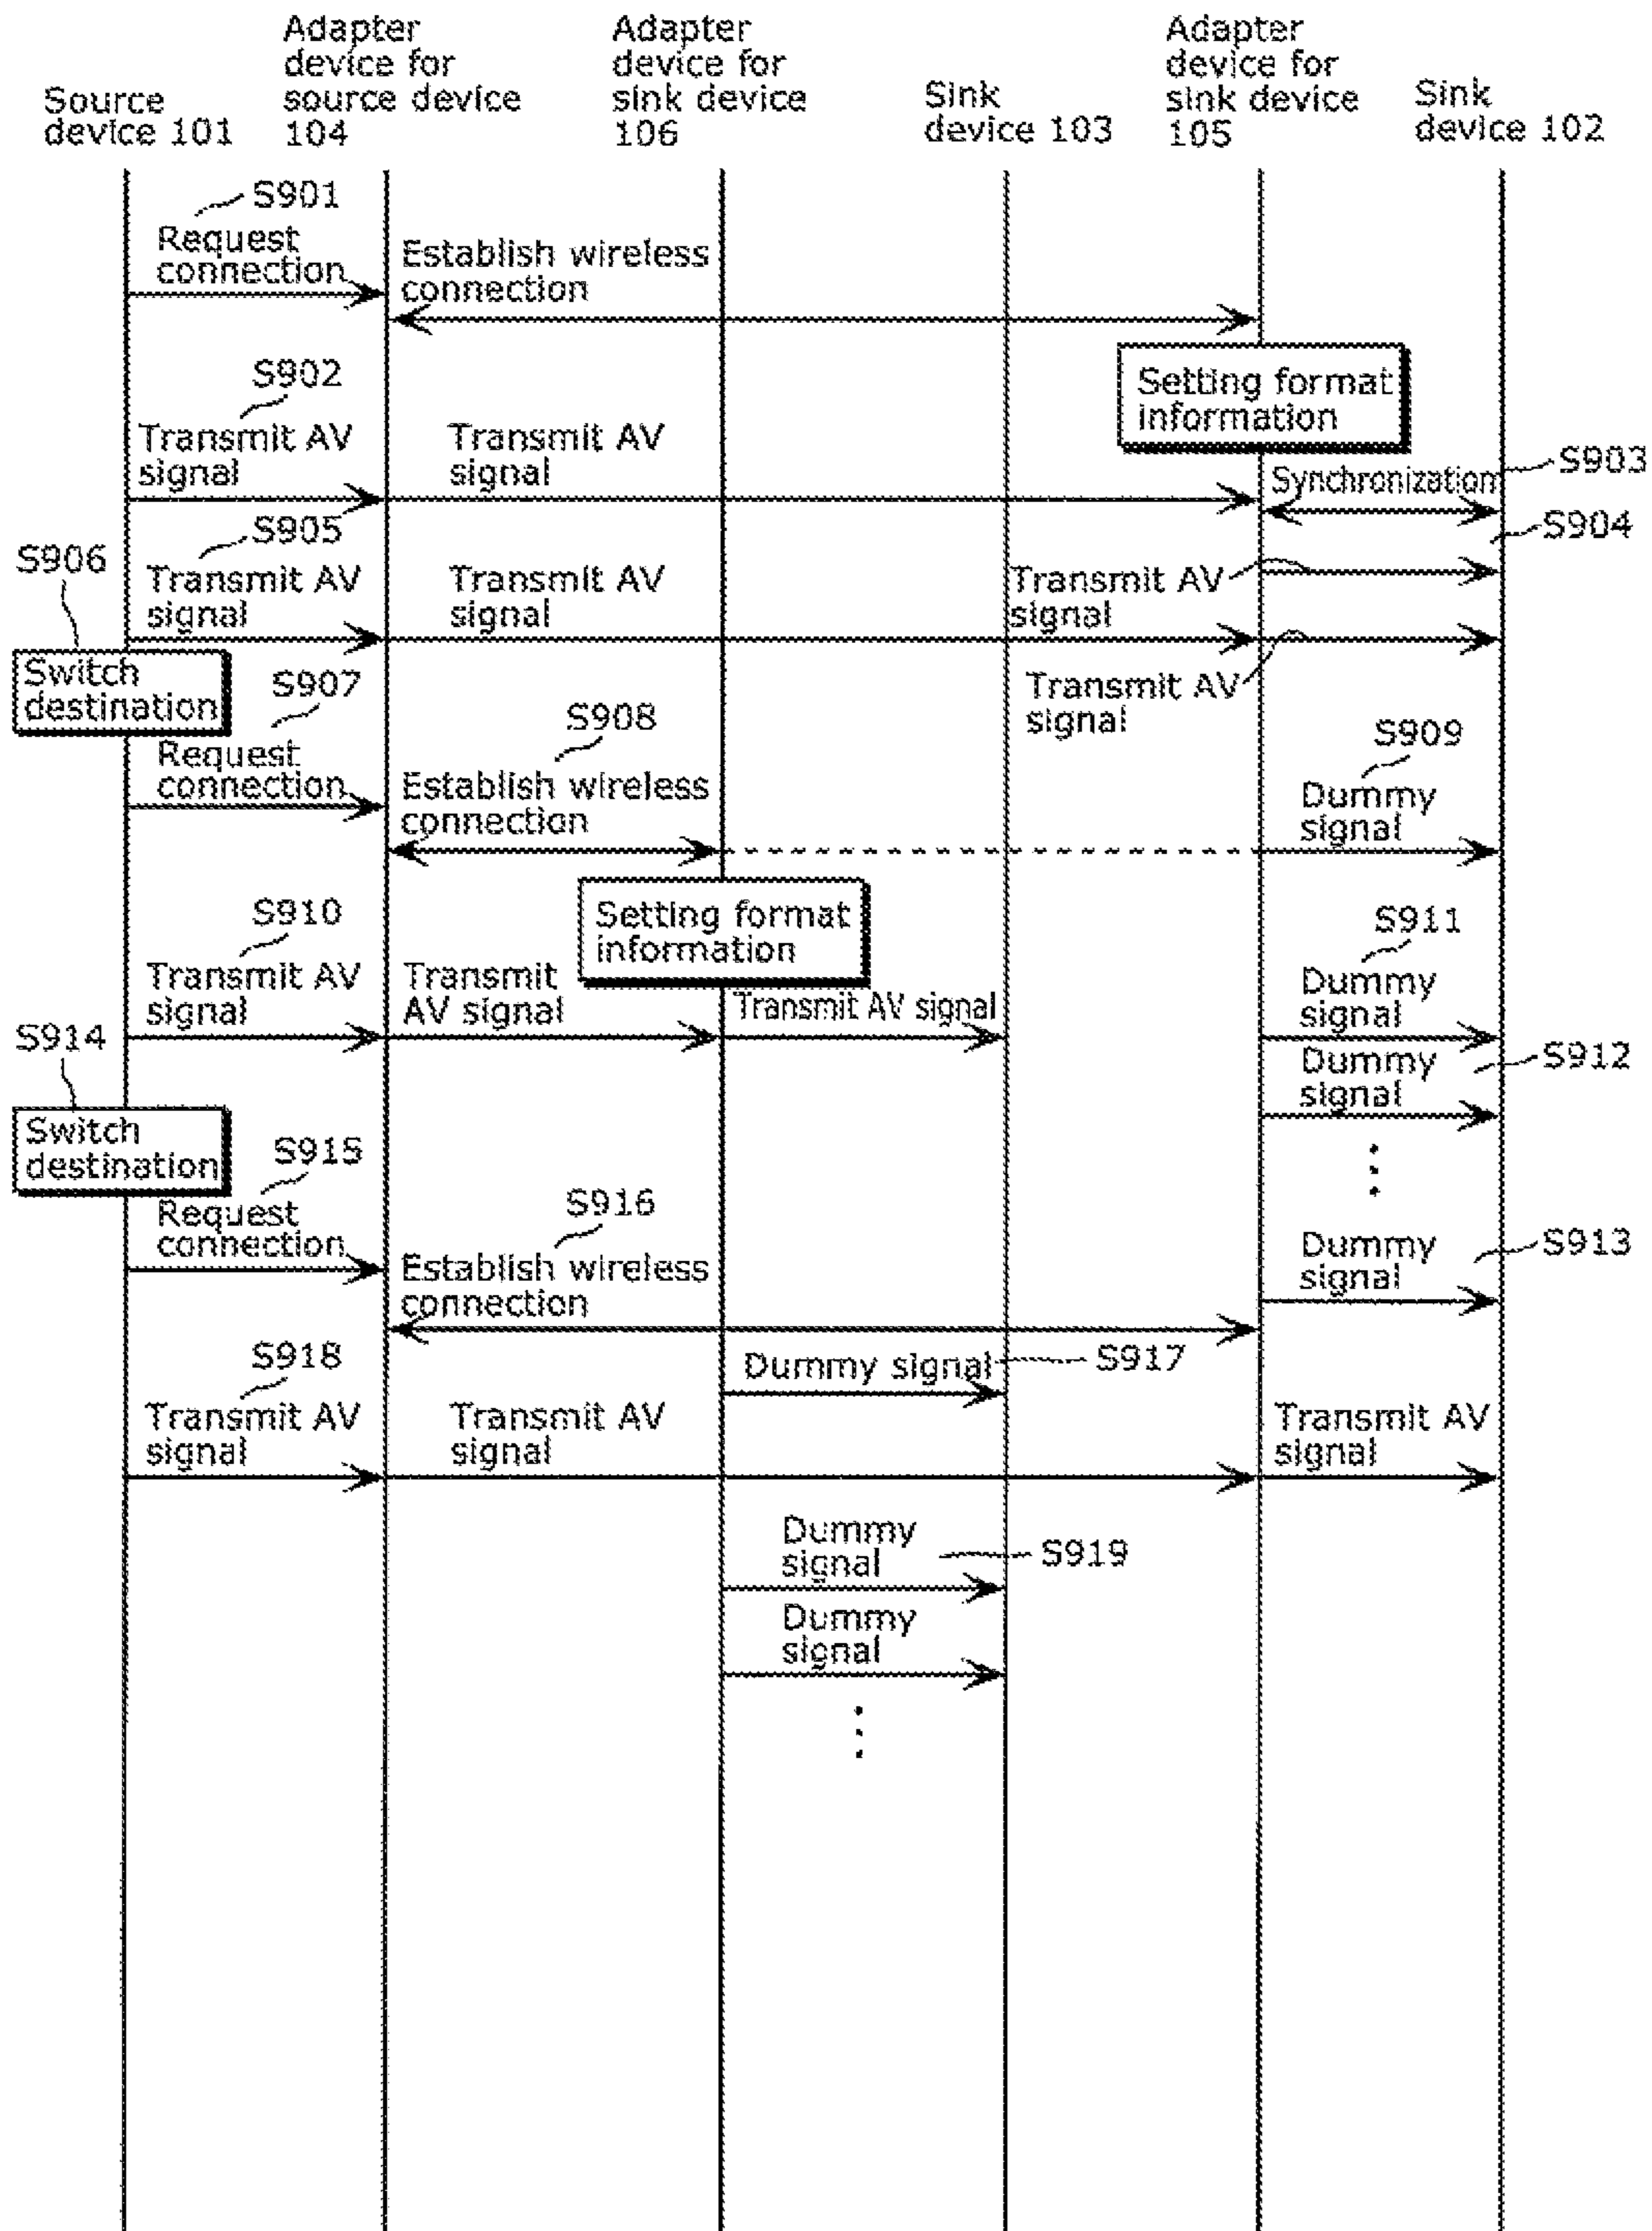 Source
device 101
Adapter
device for
source device
104
Adapter
device for
sink device
106
Sink
device 103
Adapter
device for
sink device
105
Sink
device 102
S901
Request
connection
Establish wireless
connection
Setting format
information
S902
Transmit AV
signal
Transmit AV
signal
Synchronization
S903
S904
S905
Transmit AV
signal
Transmit AV
signal
Transmit AV
signal
Transmit AV
signal
S906
Switch
destination
S907
Request
connection
S908
Establish wireless
connection
S909
Dummy
signal
Setting format
information
S910
Transmit AV
signal
Transmit
AV signal
Transmit AV signal
S911
Dummy
signal
S912
Dummy
signal
S914
Switch
destination
S915
Request
connection
S916
Establish wireless
connection
S913
Dummy
signal
Dummy signal
S917
S918
Transmit AV
signal
Transmit AV
signal
Transmit AV
signal
Dummy
signal
S919
Dummy
signal